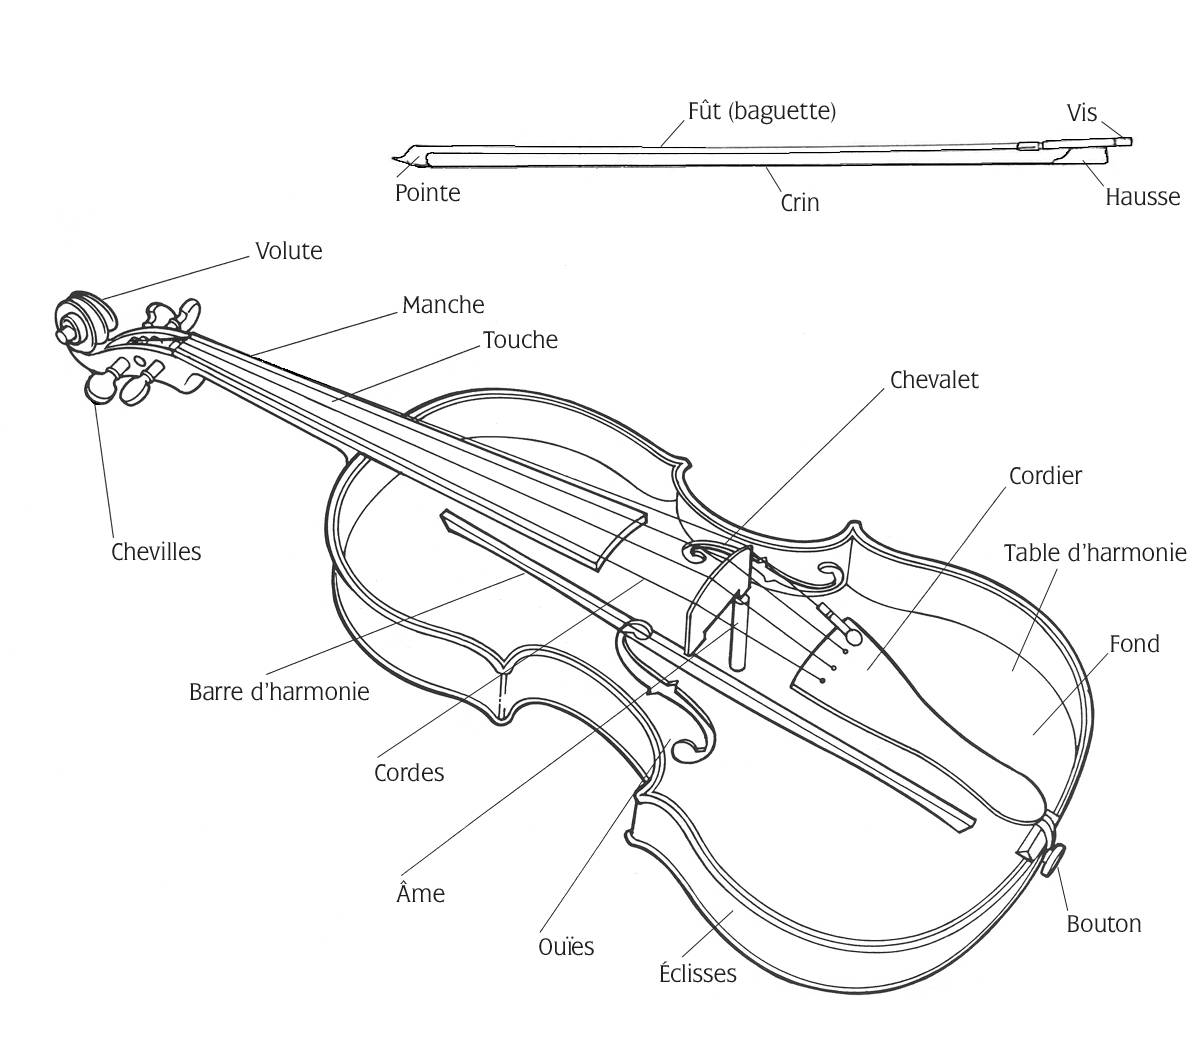 Fût (baguette)
Vis
Pointe
Crin
Hausse
Volute
Manche
Touche
Chevalet
Cordier
Table d’harmonie
Chevilles
Fond
Barre d’harmonie
Cordes
Âme
Bouton
Ouïes
Éclisses